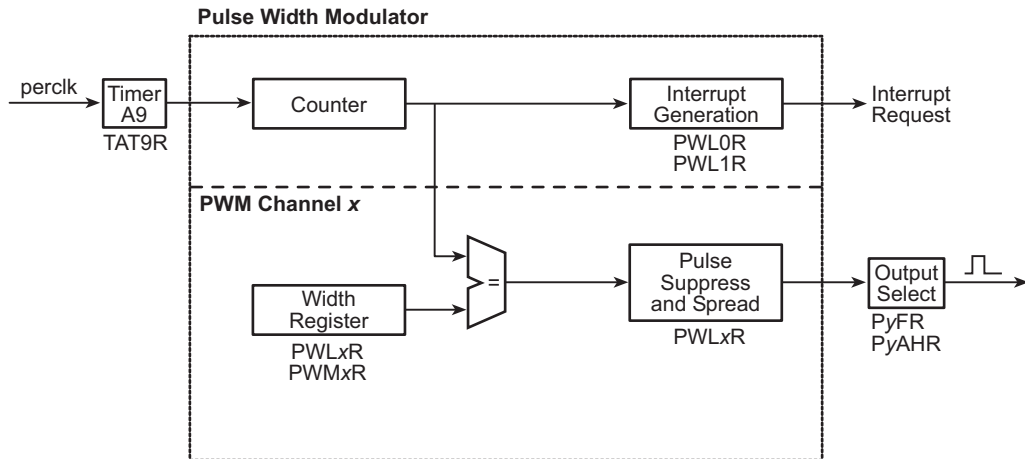 Pulse Width Modulator
perclk
Timer
A9
TAT9R
Counter
Interrupt
Generation
PWL0R
PWL1R
Interrupt
Request
PWM Channel x
Width
Register
PWLxR
PWMxR
=
Pulse
Suppress
and Spread
PWLxR
Output
Select
PyFR
PyAHR